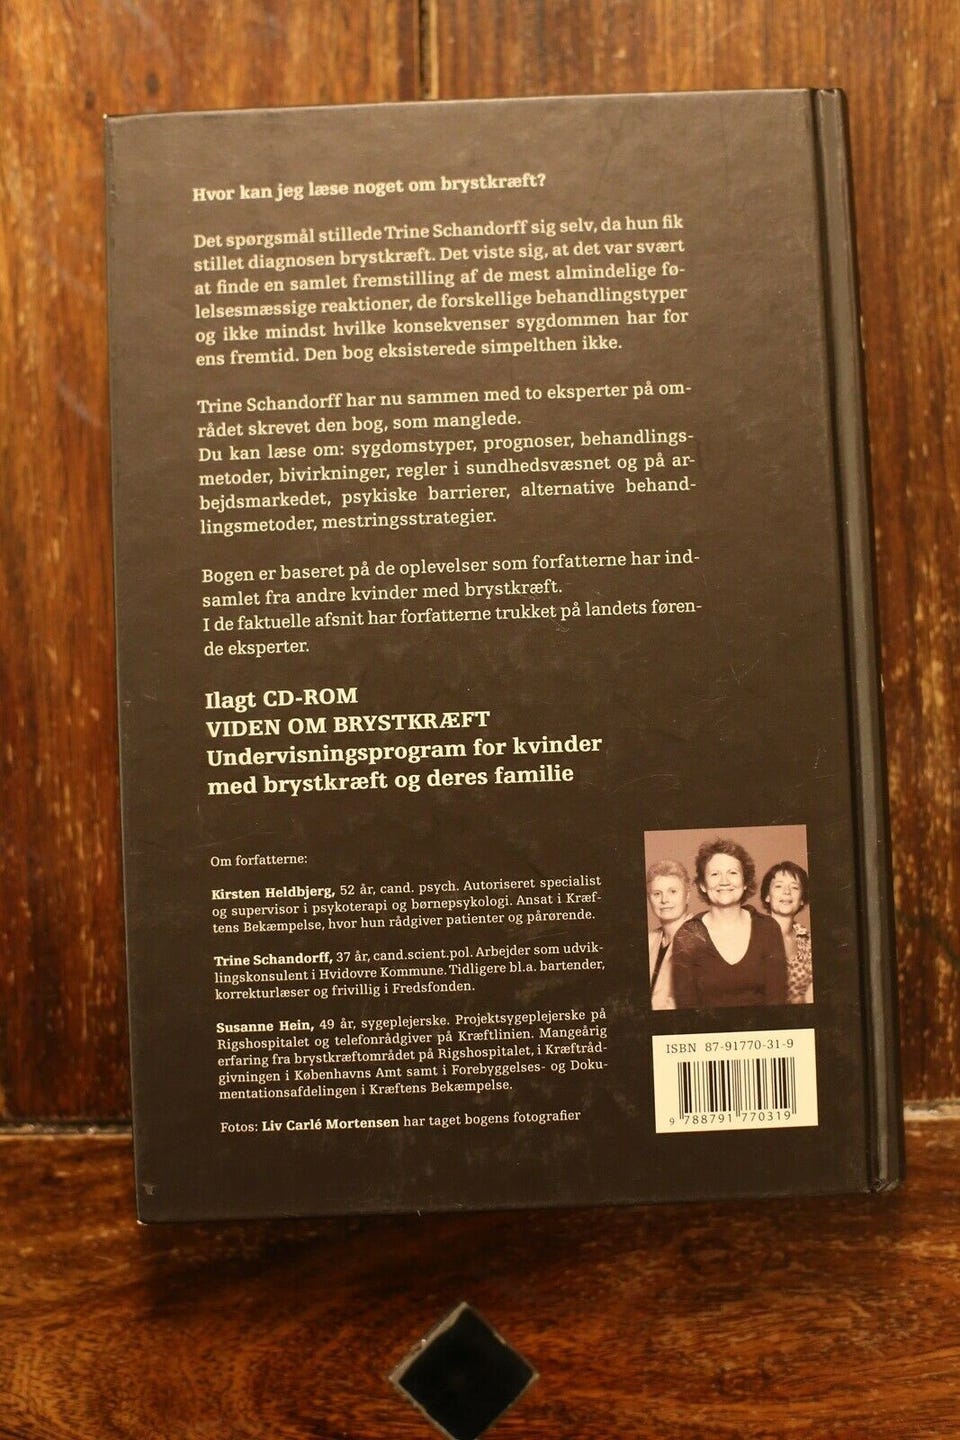 Hvor kan jeg læse noget om brystkræft?
Det spørgsmål stillede Trine Schandorff sig selv, da hun fik
stillet diagnosen brystkræft. Det viste sig, at det var svært
at finde en samlet fremstilling af de mest almindelige fø-
lelsesmæssige reaktioner, de forskellige behandlingstyper
og ikke mindst hvilke konsekvenser sygdommen har for
ens fremtid. Den bog eksisterede simpelthen ikke.
Trine Schandorff har nu sammen med to eksperter på om-
rådet skrevet den bog, som manglede.
Du kan læse om: sygdomstyper, prognoser, behandlings-
metoder, bivirkninger, regler i sundhedsvæsnet og på ar-
bejdsmarkedet, psykiske barrierer, alternative behand-
lingsmetoder, mestringsstrategier.
Bogen er baseret på de oplevelser som forfatterne har ind-
samlet fra andre kvinder med brystkræft.
I de faktuelle afsnit har forfatterne trukket på landets føren-
de eksperter.
Ilagt CD-ROM
VIDEN OM BRYSTKRÆFT
Undervisningsprogram for kvinder
med brystkræft og deres familie
Om forfatterne:
Kirsten Heldbjerg, 52 år, cand. psych. Autoriseret specialist
og supervisor i psykoterapi og børnepsykologi. Ansat i Kræf-
tens Bekæmpelse, hvor hun rådgiver patienter og pårørende.
Trine Schandorff, 37 år, cand.scient.pol. Arbejder som udvik-
lingskonsulent i Hvidovre Kommune. Tidligere bl.a. bartender,
korrekturlæser og frivillig i Fredsfonden.
Susanne Hein, 49 år, sygeplejerske. Projektsygeplejerske på
Rigshospitalet og telefonrådgiver på Kræftlinien. Mangeårig
erfaring fra brystkræftområdet på Rigshospitalet, i Kræftråd-
givningen i Københavns Amt samt i Forebyggelses- og Doku-
mentationsafdelingen i Kræftens Bekæmpelse.
Fotos: Liv Carlé Mortensen har taget bogens fotografier
ISBN 87-91770-31-9
9 788791 770319